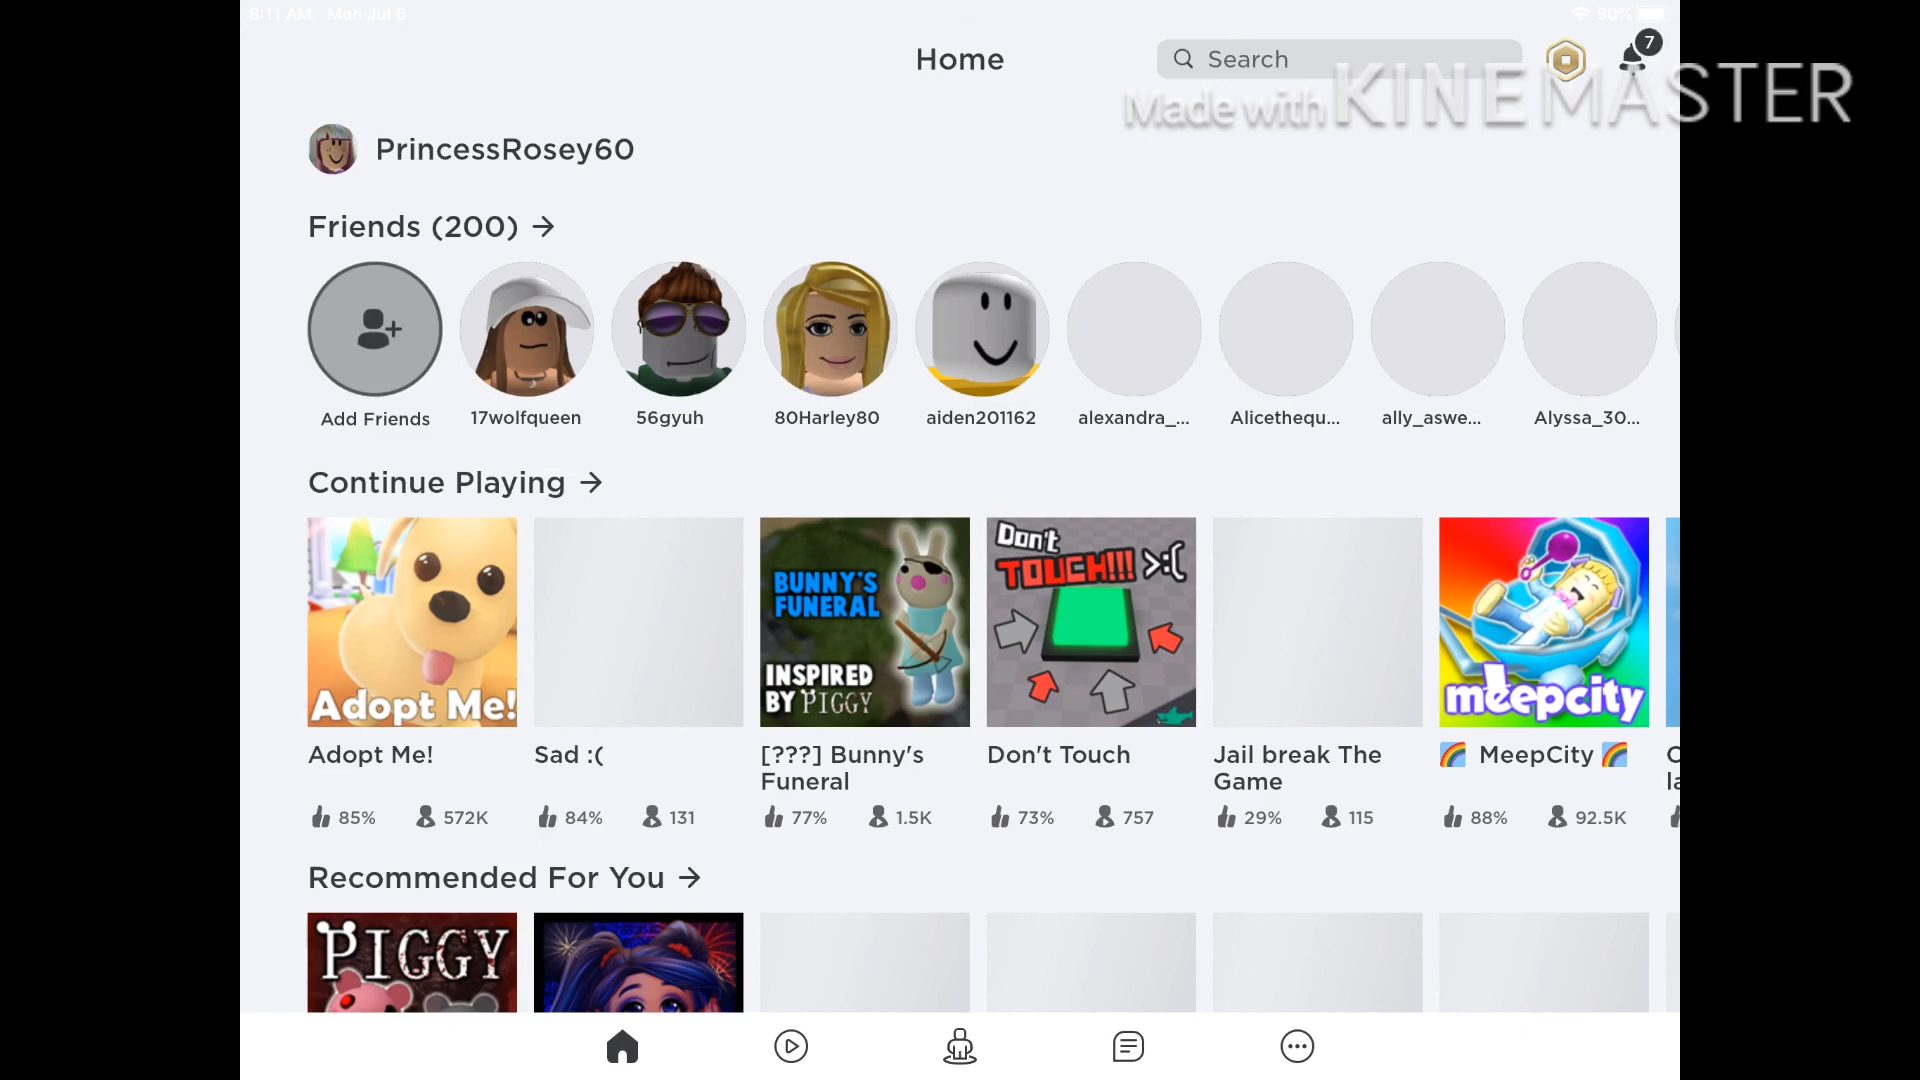 8:11 AM Mon Jul 6
90%
Home
Search
7
Made with KINEMASTER
PrincessRosey60
Friends (200) →
Add Friends
17wolfqueen
56gyuh
80Harley80
aiden201162
alexandra_...
Alicethequ...
ally_aswe...
Alyssa_30...
Continue Playing →
Adopt Me!
BUNNY'S
FUNERAL
INSPIRED
BY PIGGY
Don't
TOUCH!!! >:(
meepcity
Adopt Me!
Sad :(
[???] Bunny's
Funeral
Don't Touch
Jail break The
Game
🌈 MeepCity 🌈
85% 572K
84% 131
77% 1.5K
73% 757
29% 115
88% 92.5K
Recommended For You →
PIGGY